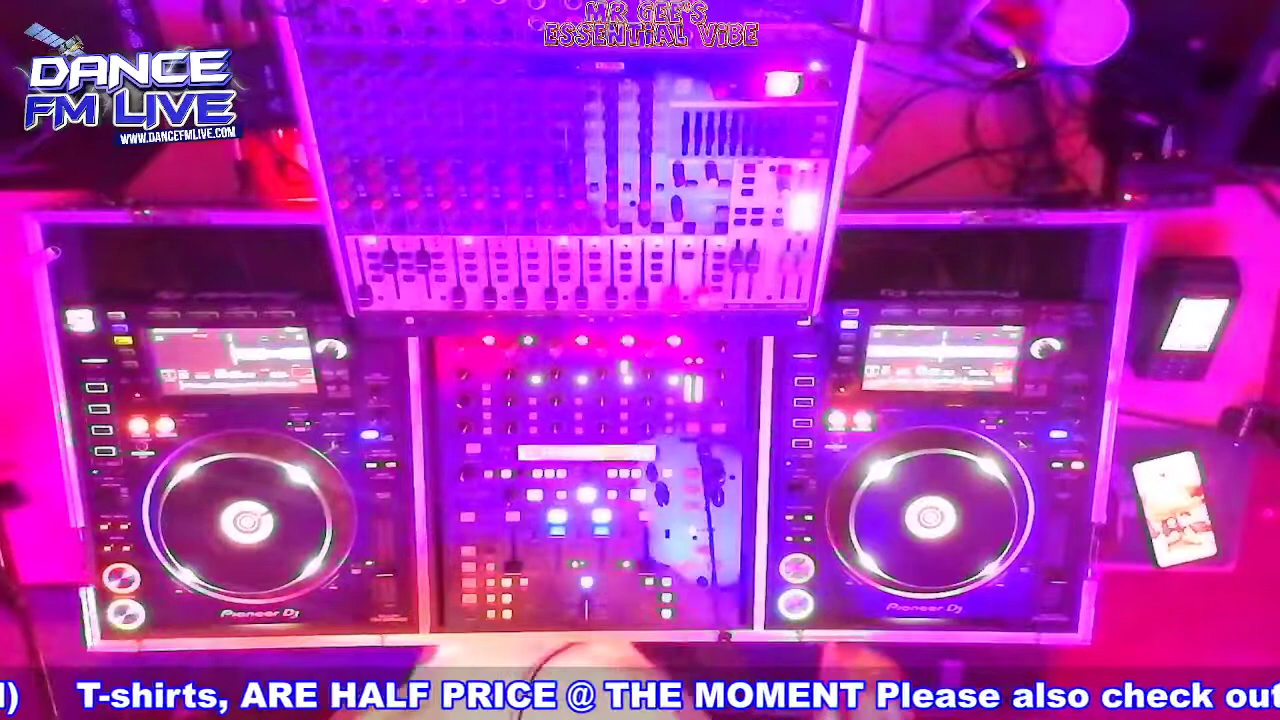 MR GEE'S
ESSENTIAL VIBE
DANCE
FM LIVE
WWW.DANCEFMLIVE.COM
Pioneer DJ
Pioneer DJ
T-shirts, ARE HALF PRICE @ THE MOMENT Please also check out